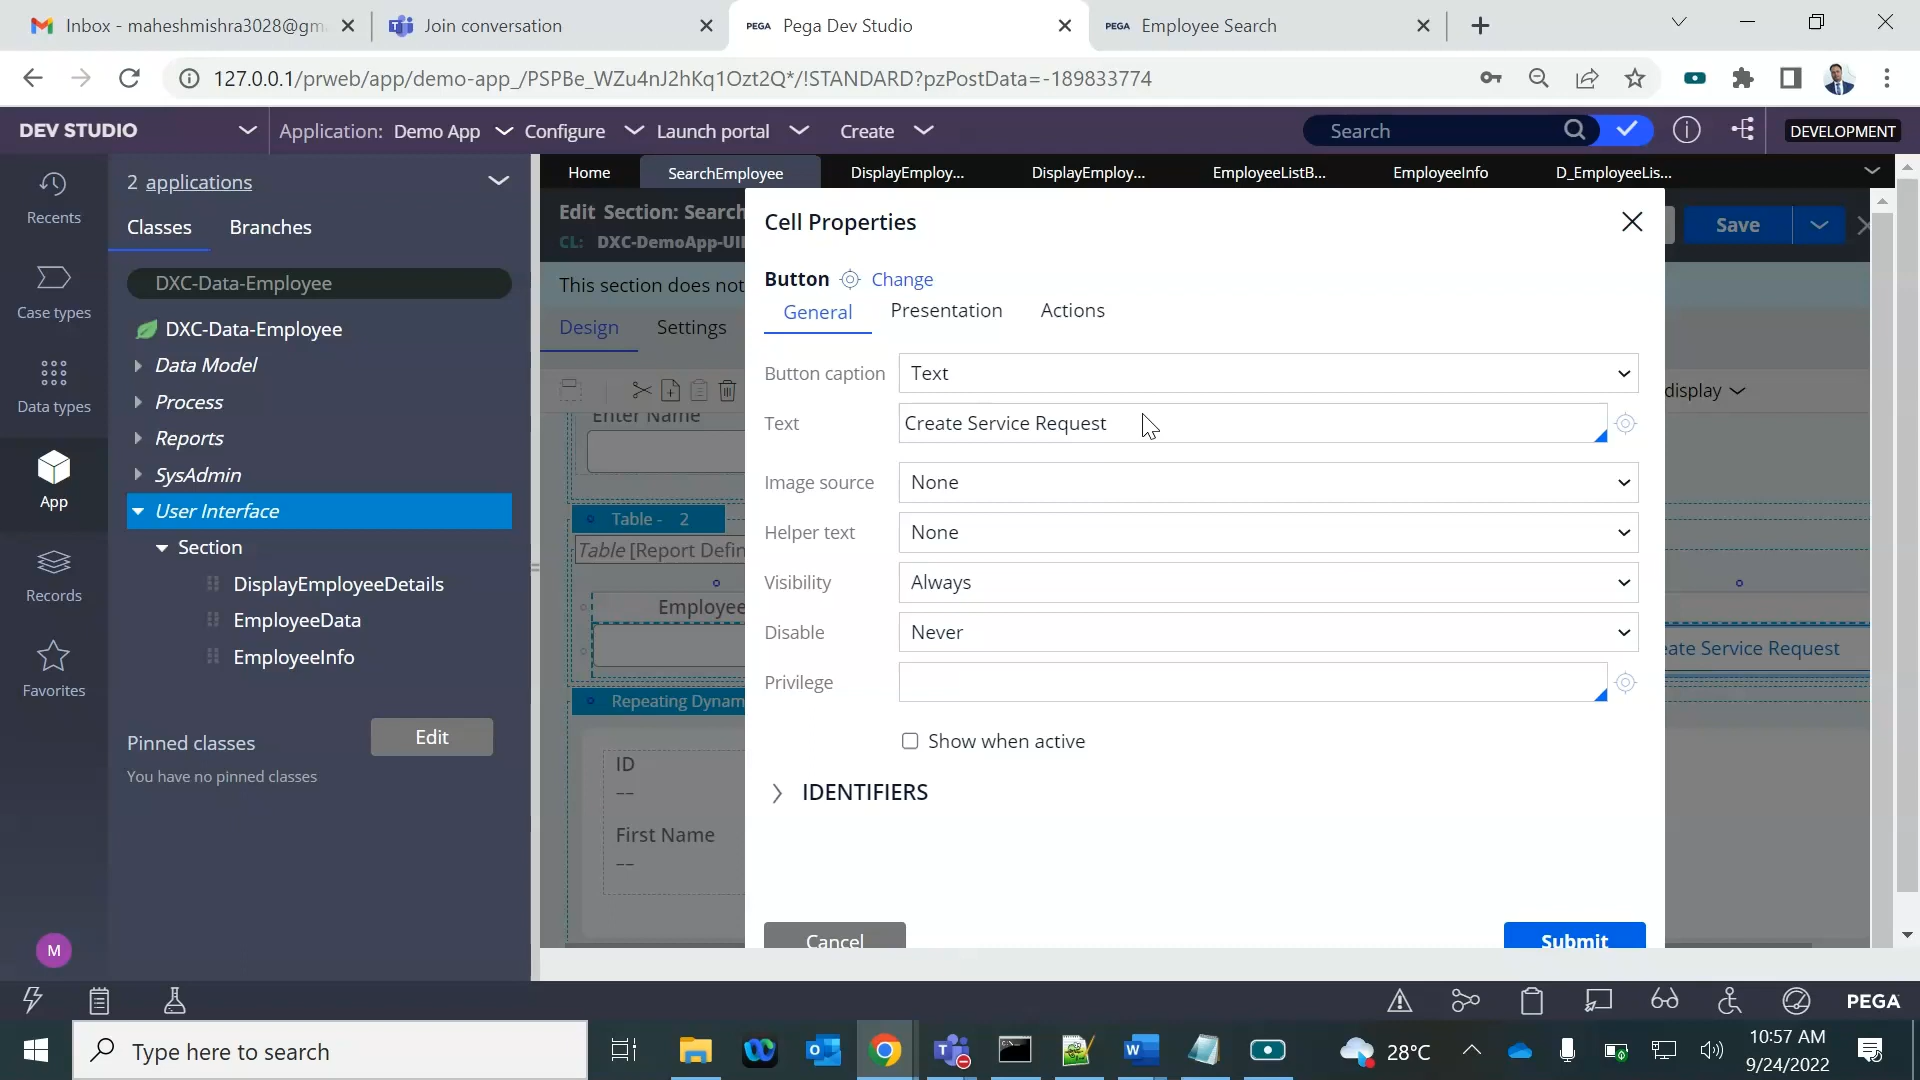 Inbox - maheshmishra3028@gm
Join conversation
PEGA Pega Dev Studio
PEGA Employee Search
127.0.0.1/prweb/app/demo-app_/PSPBe_WZu4nJ2hKq1Ozt2Q*/!STANDARD?pzPostData=-189833774
DEV STUDIO
Application: Demo App
Configure
Launch portal
Create
Search
DEVELOPMENT
Recents
Case types
Data types
App
Records
Favorites
M
2 applications
Classes
Branches
DXC-Data-Employee
DXC-Data-Employee
Data Model
Process
Reports
SysAdmin
User Interface
Section
DisplayEmployeeDetails
EmployeeData
EmployeeInfo
Pinned classes
Edit
You have no pinned classes
Home
SearchEmployee
DisplayEmploy...
DisplayEmploy...
EmployeeListB...
EmployeeInfo
D_EmployeeLis...
Edit Section: Search
CL: DXC-DemoApp-UI
Save
This section does not
Design
Settings
display
Enter Name
Table - 2
Table [Report Defin
Employee
ate Service Request
Repeating Dynam
ID
--
First Name
--
Cell Properties
Button
Change
General
Presentation
Actions
Button caption
Text
Text
Create Service Request
Image source
None
Helper text
None
Visibility
Always
Disable
Never
Privilege
Show when active
IDENTIFIERS
Cancel
Submit
PEGA
Type here to search
28°C
10:57 AM
9/24/2022